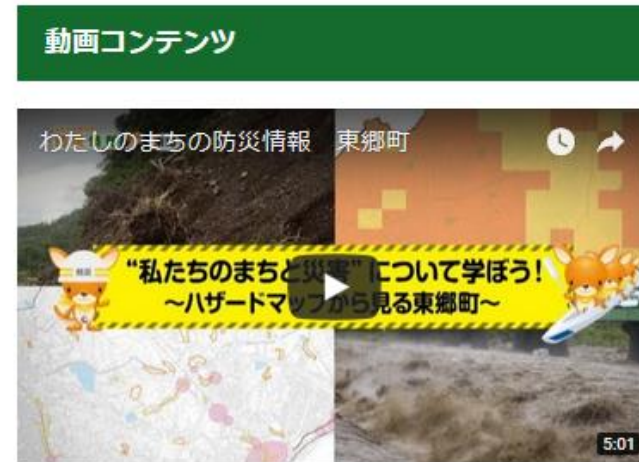 動画コンテンツ
わたしのまちの防災情報　東郷町
“私たちのまちと災害”について学ぼう！
～ハザードマップから見る東郷町～
5:01